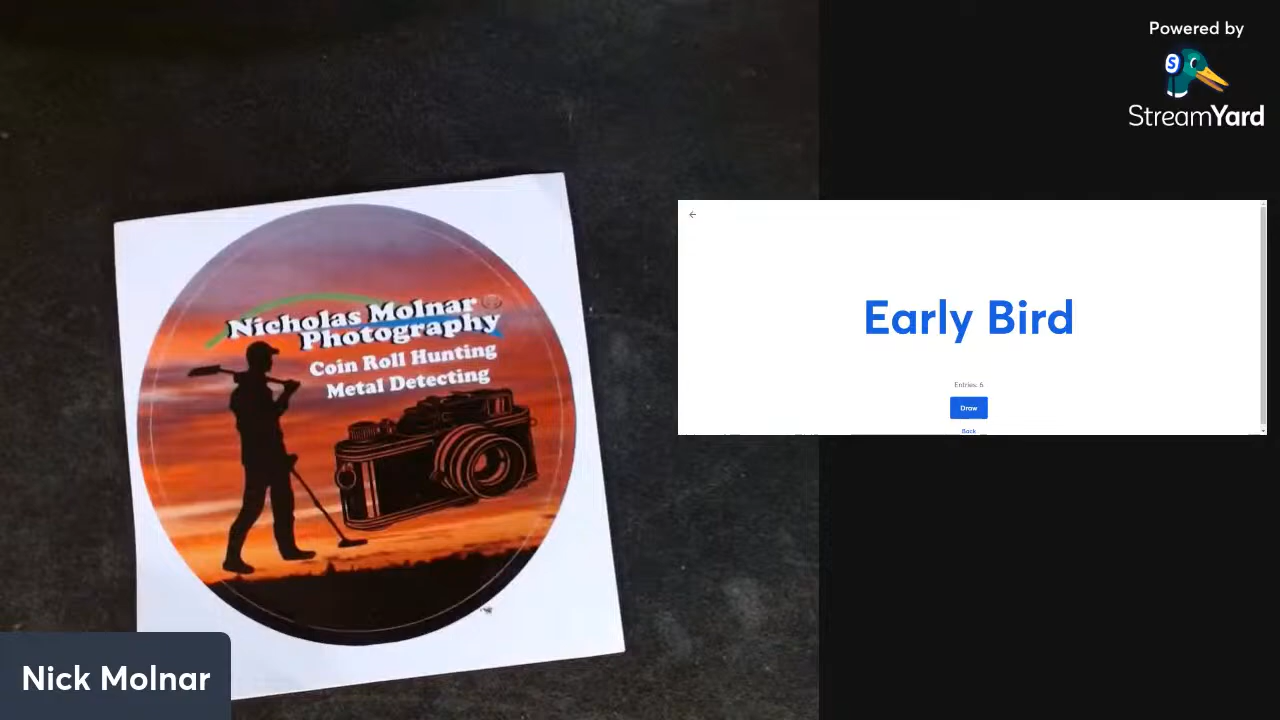 Powered by
StreamYard
Nicholas Molnar
Photography
Coin Roll Hunting
Metal Detecting
Early Bird
Entries: 6
Draw
Back
Nick Molnar